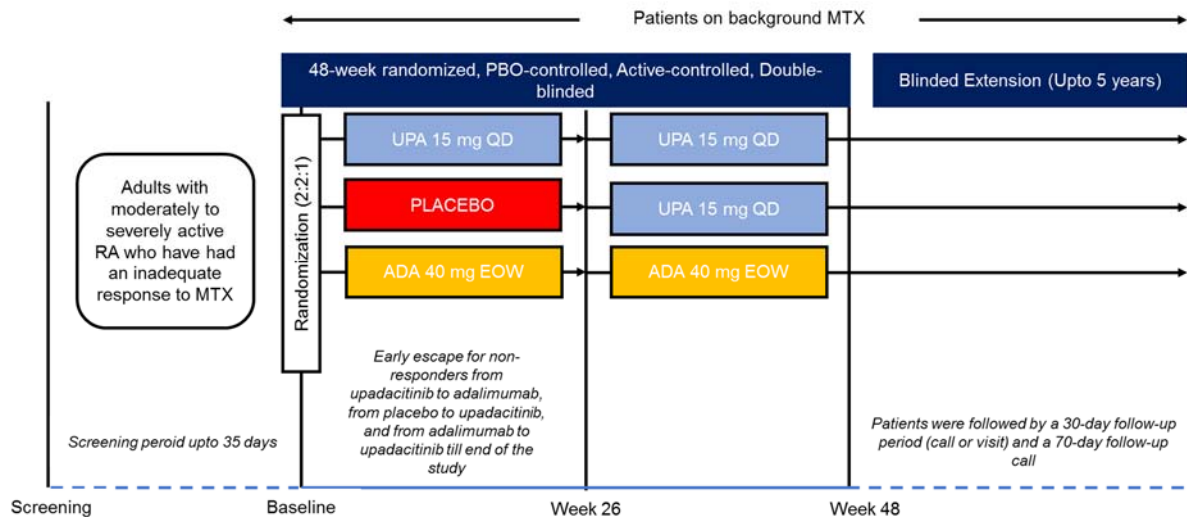 Patients on background MTX
48-week randomized, PBO-controlled, Active-controlled, Double-
blinded
Blinded Extension (Upto 5 years)
Adults with
moderately to
severely active
RA who have had
an inadequate
response to MTX
Randomization (2:2:1)
UPA 15 mg QD
UPA 15 mg QD
PLACEBO
UPA 15 mg QD
ADA 40 mg EOW
ADA 40 mg EOW
Screening peroid upto 35 days
Early escape for non-
responders from
upadacitinib to adalimumab,
from placebo to upadacitinib,
and from adalimumab to
upadacitinib till end of the
study
Patients were followed by a 30-day follow-up
period (call or visit) and a 70-day follow-up
call
Screening
Baseline
Week 26
Week 48